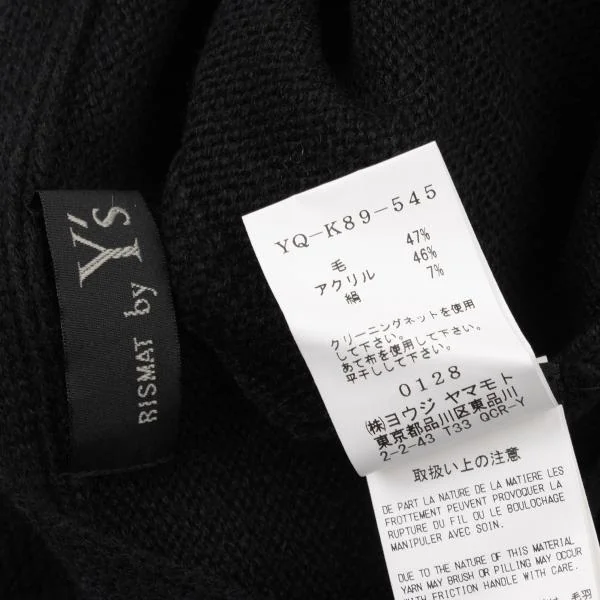 RISMAT by Y's
YQ-K89-545
毛 47%
アクリル 46%
絹 7%
クリーニングネットを使用
して下さい。
あて布を使用して下さい。
平干しして下さい。
0128
㈱ヨウジ ヤマモト
東京都品川区東品川
2-2-43 T33 QCR-Y
取扱い上の注意
DE PART LA NATURE DE LA MATIERE LES
FROTTEMENT PEUVENT PROVOQUER LA
RUPTURE DU FIL OU LE BOULOCHAGE
MANIPULER AVEC SOIN.
DUE TO THE NATURE OF THIS MATERIAL
YARN MAY BRUSH OR PILLING MAY OCCUR
WITH FRICTION HANDLE WITH CARE.